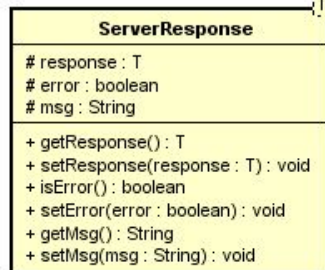 ServerResponse
# response : T
# error : boolean
# msg : String
+ getResponse() : T
+ setResponse(response : T) : void
+ isError() : boolean
+ setError(error : boolean) : void
+ getMsg() : String
+ setMsg(msg : String) : void